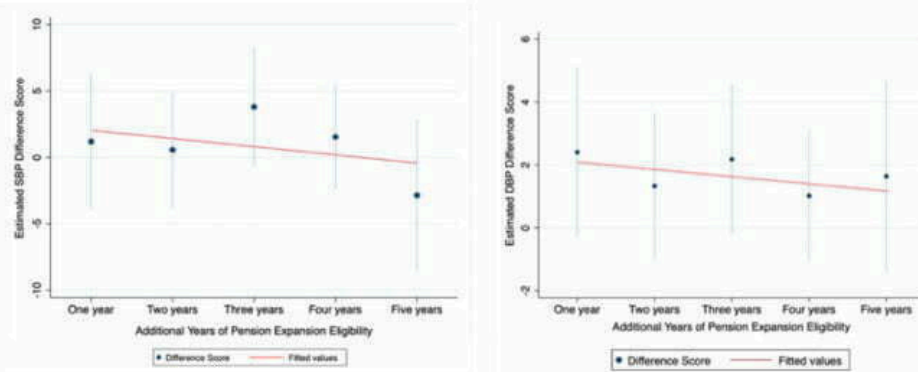 Estimated SBP Difference Score
10
5
0
-5
-10
One year Two years Three years Four years Five years
Additional Years of Pension Expansion Eligibility
Difference Score Fitted values
Estimated DBP Difference Score
6
4
2
0
-2
One year Two years Three years Four years Five years
Additional Years of Pension Expansion Eligibility
Difference Score Fitted values